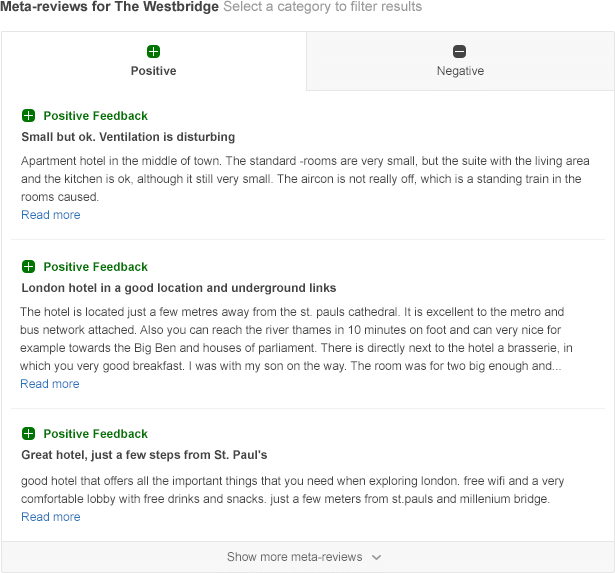 Meta-reviews for The Westbridge Select a category to filter results
Positive
Negative
Positive Feedback
Small but ok. Ventilation is disturbing
Apartment hotel in the middle of town. The standard -rooms are very small, but the suite with the living area
and the kitchen is ok, although it still very small. The aircon is not really off, which is a standing train in the
rooms caused.
Read more
Positive Feedback
London hotel in a good location and underground links
The hotel is located just a few metres away from the st. pauls cathedral. It is excellent to the metro and
bus network attached. Also you can reach the river thames in 10 minutes on foot and can very nice for
example towards the Big Ben and houses of parliament. There is directly next to the hotel a brasserie, in
which you very good breakfast. I was with my son on the way. The room was for two big enough and...
Read more
Positive Feedback
Great hotel, just a few steps from St. Paul's
good hotel that offers all the important things that you need when exploring london. free wifi and a very
comfortable lobby with free drinks and snacks. just a few meters from st.pauls and millenium bridge.
Read more
Show more meta-reviews